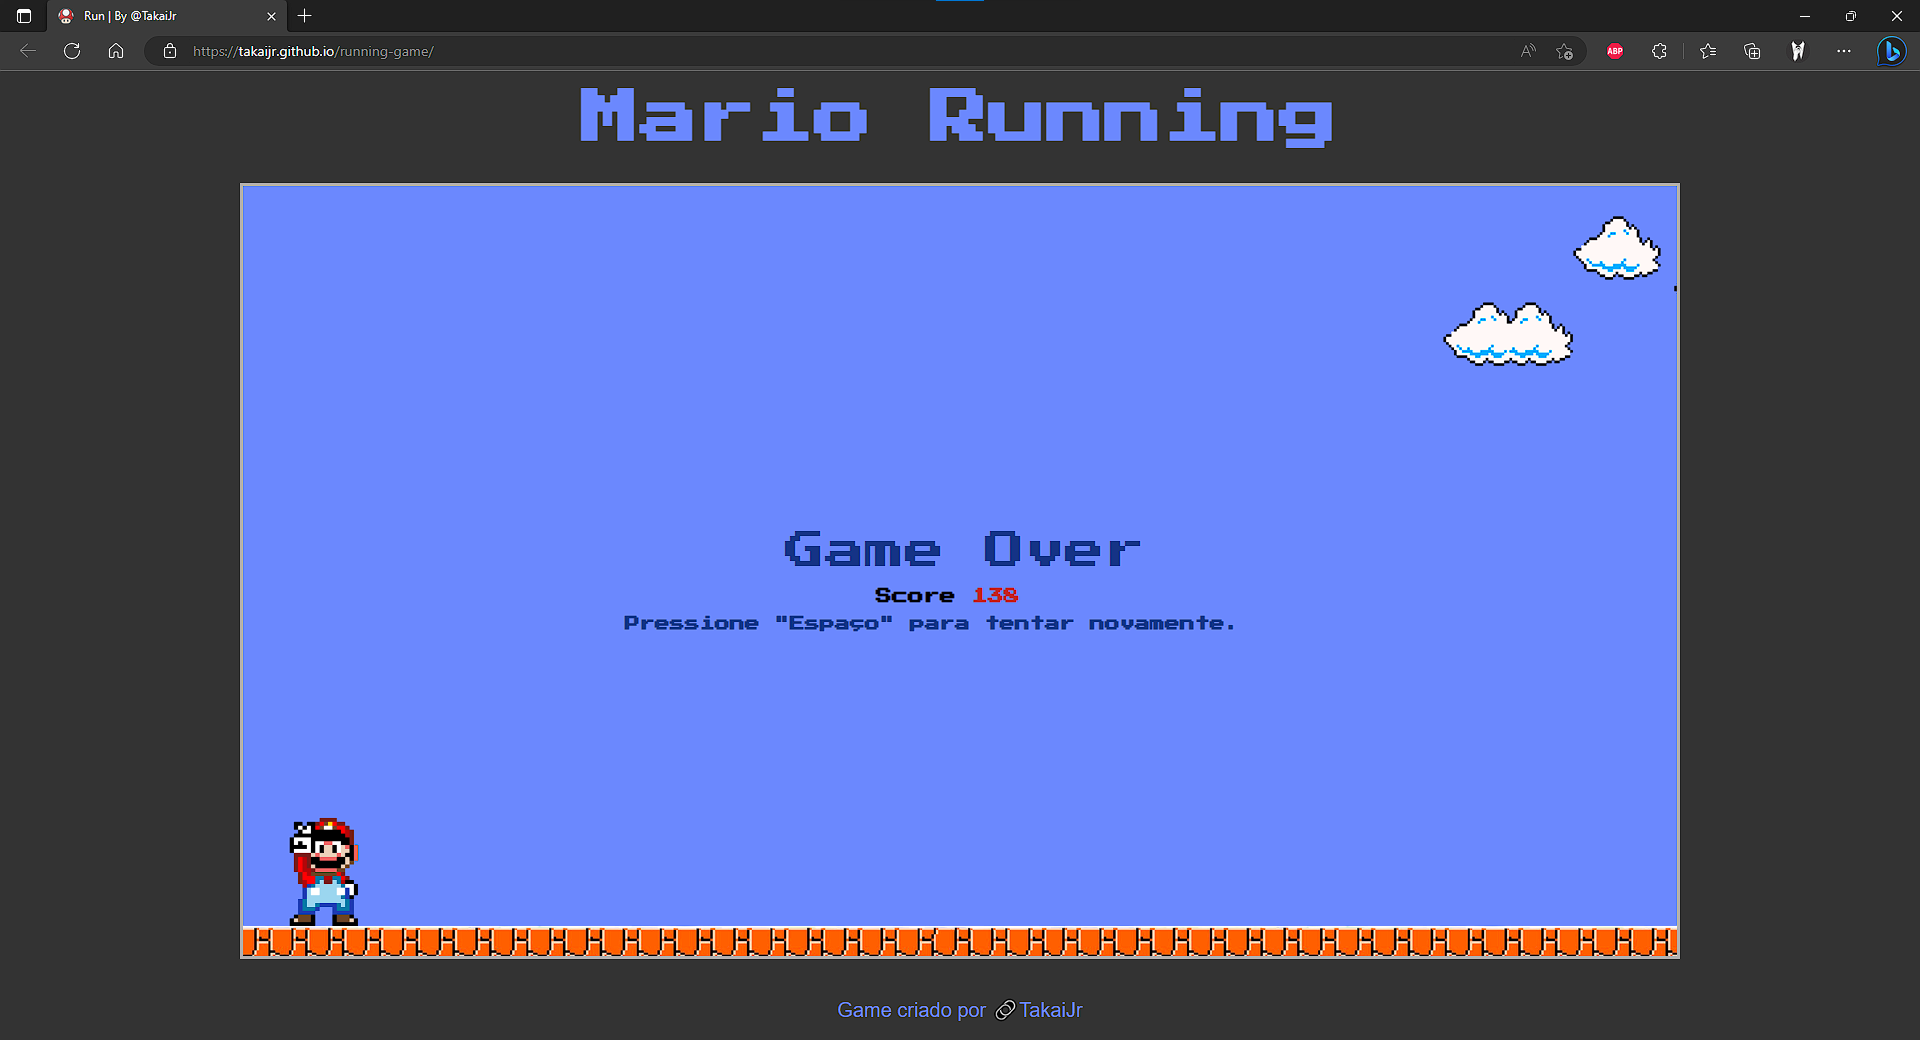 Run | By @TakaiJr
https://takaijr.github.io/running-game/
ABP
Mario Running
Game Over
Score 138
Pressione "Espaço" para tentar novamente.
Game criado por TakaiJr